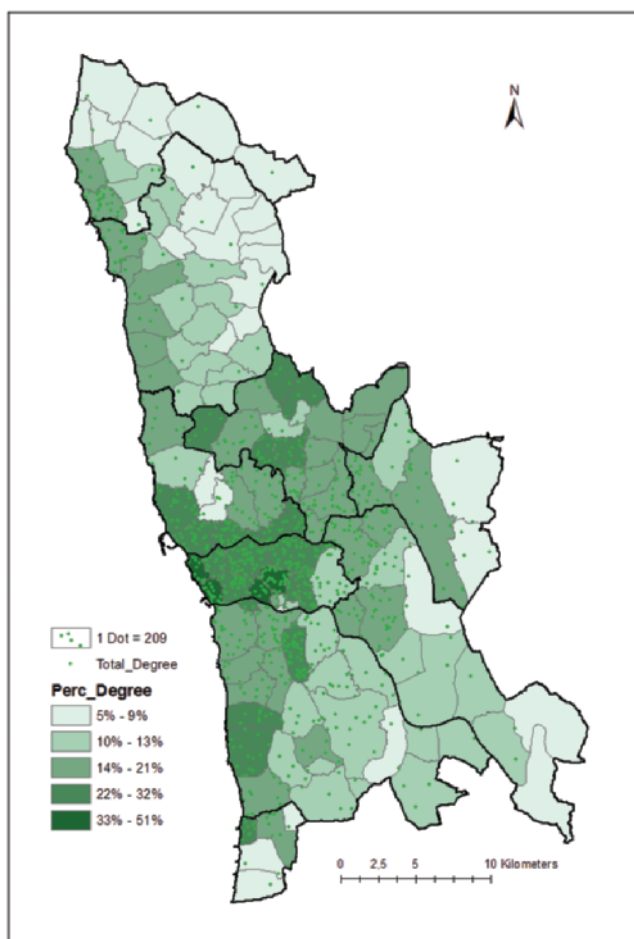 N
1 Dot = 209
Total_Degree
Perc_Degree
5% - 9%
10% - 13%
14% - 21%
22% - 32%
33% - 51%
0 2,5 5 10 Kilometers